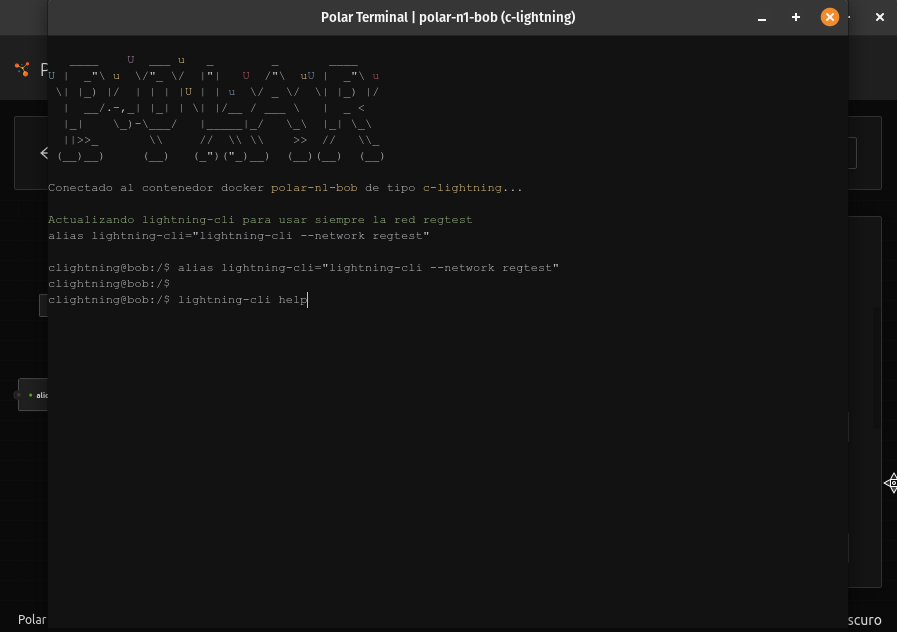 Polar Terminal | polar-n1-bob (c-lightning)
Conectado al contenedor docker polar-n1-bob de tipo c-lightning...
Actualizando lightning-cli para usar siempre la red regtest
alias lightning-cli="lightning-cli --network regtest"
clightning@bob:/$ alias lightning-cli="lightning-cli --network regtest"
clightning@bob:/$
clightning@bob:/$ lightning-cli help
Polar